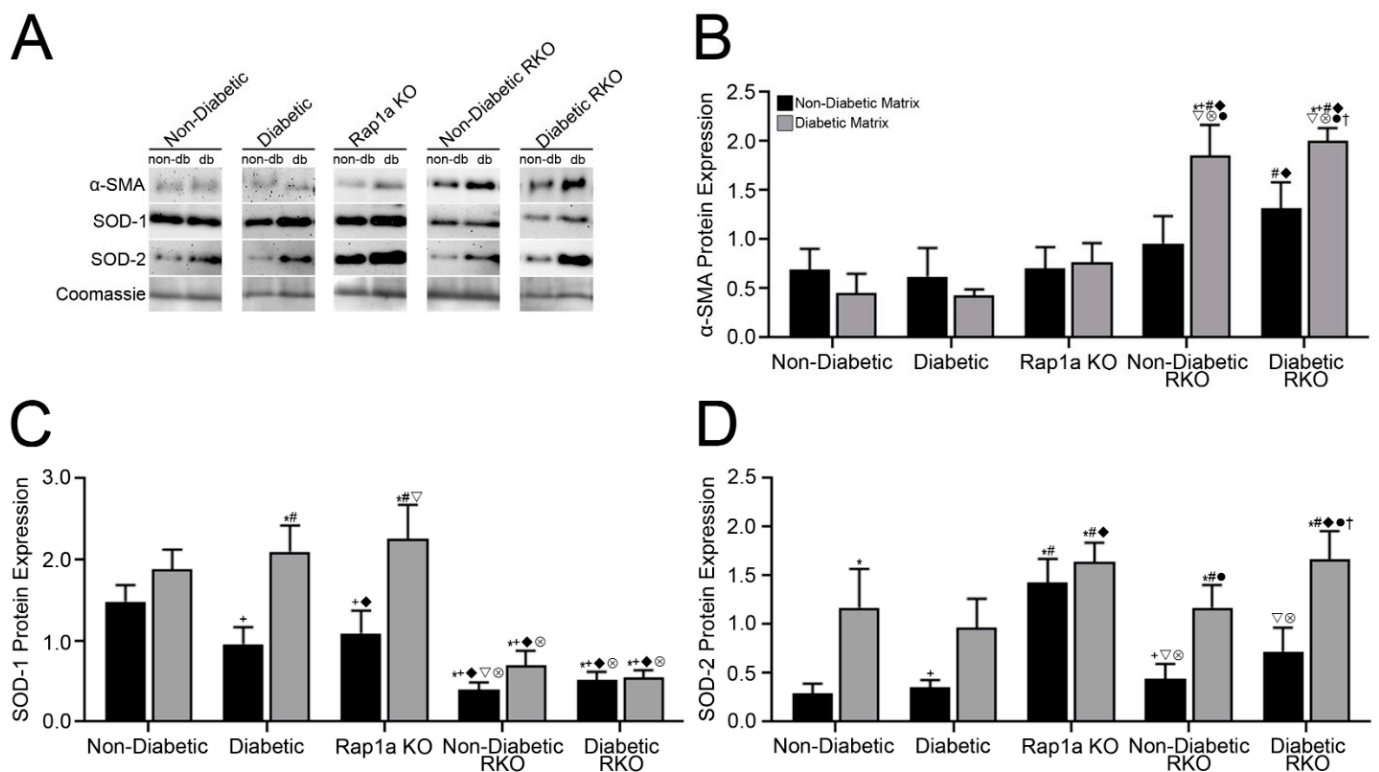 A
Non-Diabetic
Diabetic
Rap1a KO
Non-Diabetic RKO
Diabetic RKO
non-db db non-db db non-db db non-db db non-db db
α-SMA
SOD-1
SOD-2
Coomassie
B
α-SMA Protein Expression
2.5
2.0
1.5
1.0
0.5
0.0
Non-Diabetic Matrix
Diabetic Matrix
#◆
*+#◆
▽⊗●
*+#◆
▽⊗●†
Non-Diabetic Diabetic Rap1a KO Non-Diabetic RKO Diabetic RKO
C
SOD-1 Protein Expression
3.0
2.0
1.0
0.0
+
*#
+◆
*#▽
*+◆▽⊗
*+◆⊗
*+◆⊗
*+◆⊗
Non-Diabetic Diabetic Rap1a KO Non-Diabetic RKO Diabetic RKO
D
SOD-2 Protein Expression
2.5
2.0
1.5
1.0
0.5
0.0
*
+
*#
*#◆
+▽⊗
*#●
▽⊗
*#◆●†
Non-Diabetic Diabetic Rap1a KO Non-Diabetic RKO Diabetic RKO